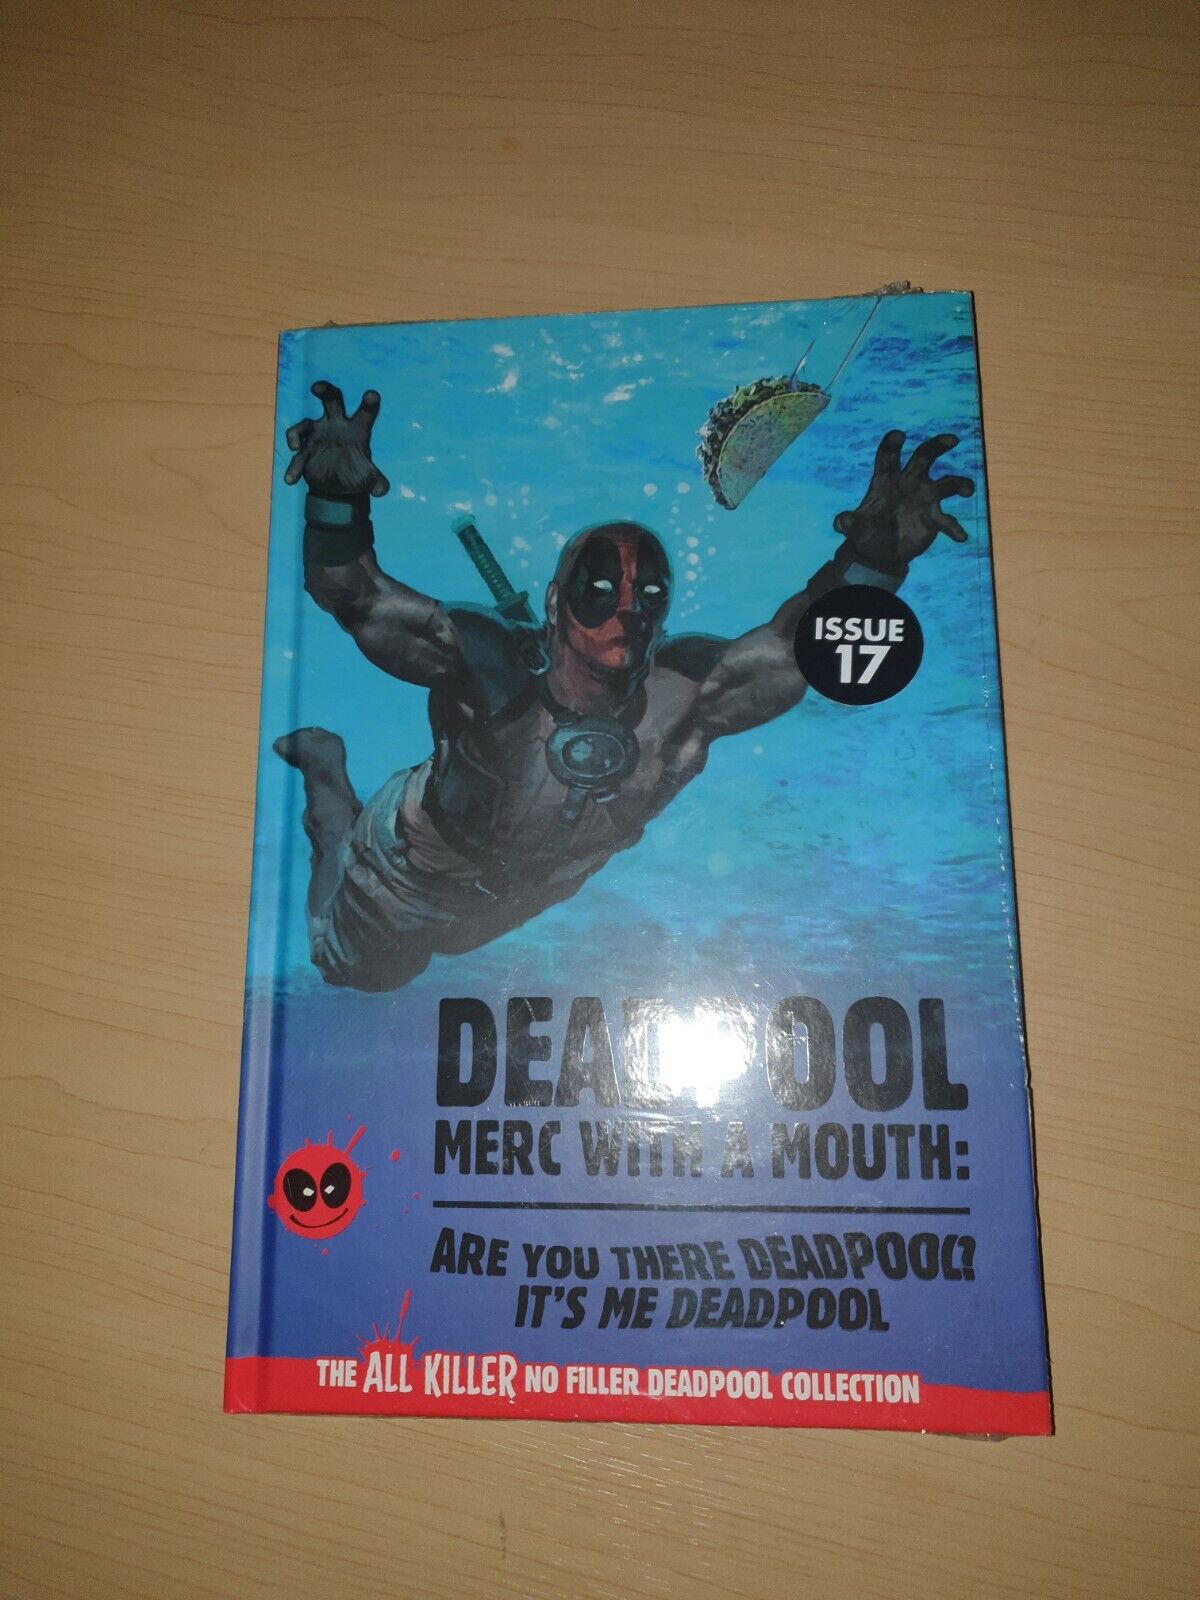 ISSUE
17
DEADPOOL
MERC WITH A MOUTH:
ARE YOU THERE DEADPOOL?
IT'S ME DEADPOOL
THE ALL KILLER NO FILLER DEADPOOL COLLECTION